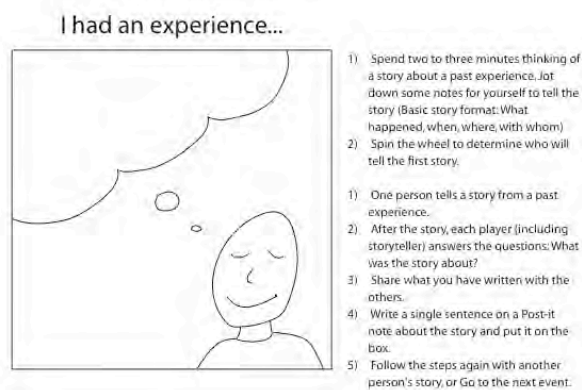 I had an experience...
1) Spend two to three minutes thinking of
a story about a past experience. Jot
down some notes for yourself to tell the
story (Basic story format: What
happened, when, where, with whom)
2) Spin the wheel to determine who will
tell the first story.
1) One person tells a story from a past
experience.
2) After the story, each player (including
storyteller) answers the questions: What
was the story about?
3) Share what you have written with the
others.
4) Write a single sentence on a Post-it
note about the story and put it on the
box.
5) Follow the steps again with another
person's story, or Go to the next event.